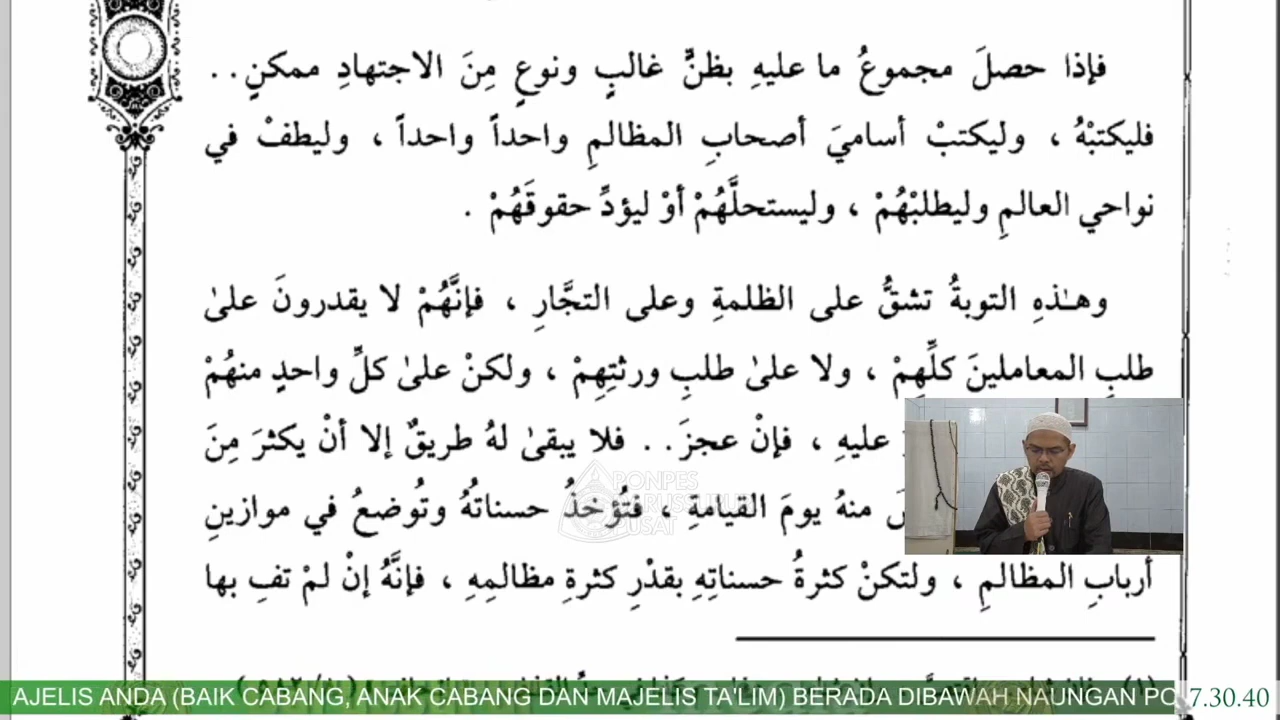 فإذا حصلَ مجموعُ ما عليهِ بظنٍّ غالبٍ ونوعٍ مِنَ الاجتهادِ ممكنٍ..
فليكتبْهُ ، وليكتبْ أساميَ أصحابِ المظالمِ واحداً واحداً ، وليطفْ في
نواحي العالمِ وليطلبْهُمْ ، وليستحلَّهُمْ أوْ ليؤدِّ حقوقَهُمْ .
وهـٰذهِ التوبةُ تشقُّ على الظلمةِ وعلى التجَّارِ ، فإنَّهُمْ لا يقدرونَ علىٰ
طلبِ المعاملينَ كلِّهِمْ ، ولا علىٰ طلبِ ورثتِهِمْ ، ولكنْ علىٰ كلِّ واحدٍ منهُمْ
عليهِ ، فإنْ عجزَ.. فلا يبقىٰ لهُ طريقٌ إلا أنْ يكثرَ مِنَ
منه يومَ القيامةِ ، فتُؤخذُ حسناتُهُ وتُوضعُ في موازينِ
أربابِ المظالمِ ، ولتكنْ كثرةُ حسناتِهِ بقدْرِ كثرةِ مظالمِهِ ، فإنَّهُ إنْ لمْ تفِ بها
PONPES
PUSAT
AJELIS ANDA (BAIK CABANG, ANAK CABANG DAN MAJELIS TA'LIM) BERADA DIBAWAH NAUNGAN PO
7.30.40